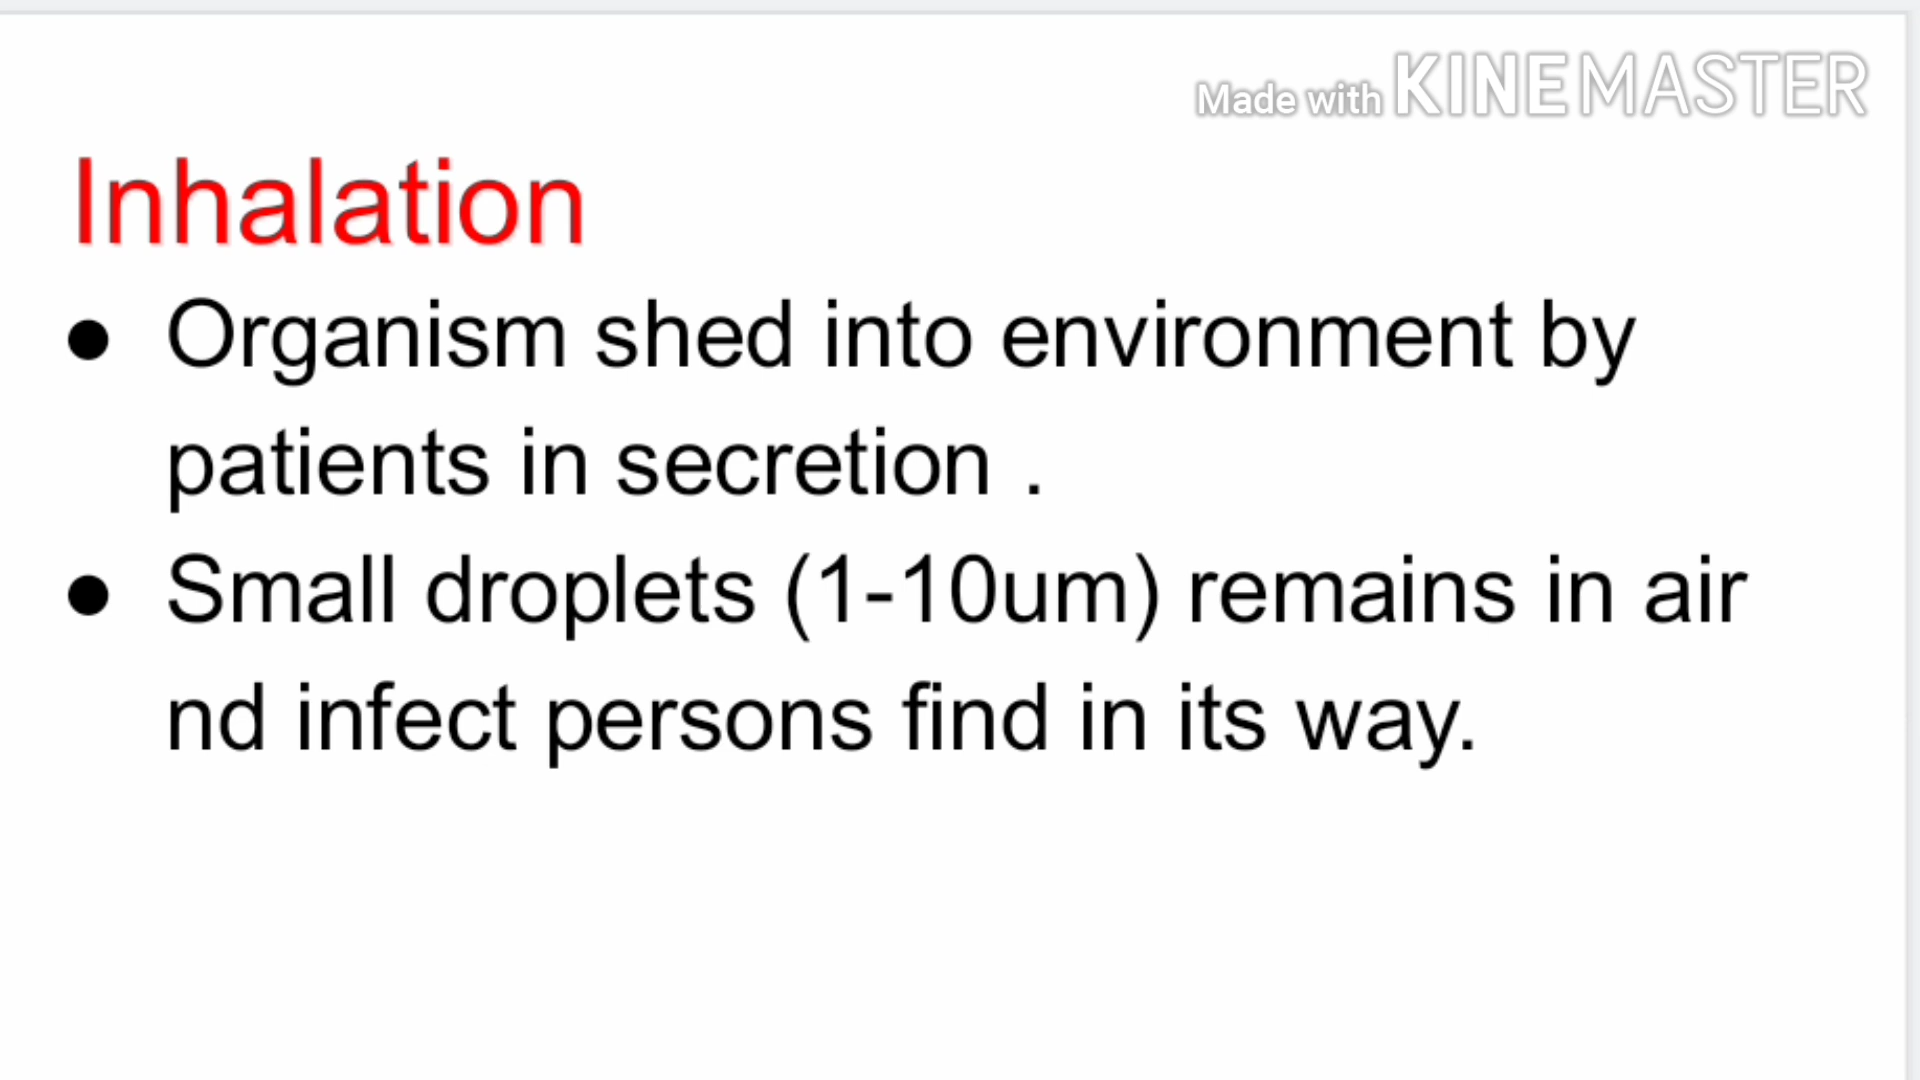 Made with KINEMASTER
Inhalation
● Organism shed into environment by
patients in secretion .
● Small droplets (1-10um) remains in air
nd infect persons find in its way.